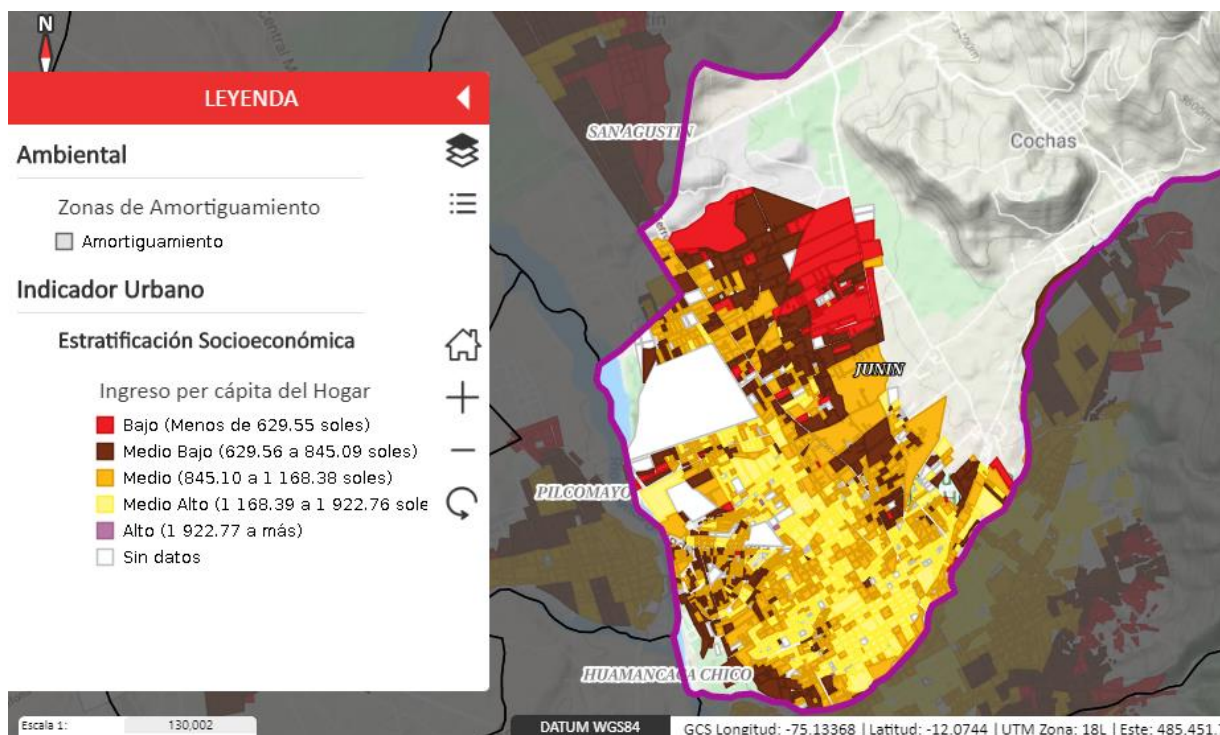 N
LEYENDA
Ambiental
Zonas de Amortiguamiento
Amortiguamiento
Indicador Urbano
Estratificación Socioeconómica
Ingreso per cápita del Hogar
Bajo (Menos de 629.55 soles)
Medio Bajo (629.56 a 845.09 soles)
Medio (845.10 a 1 168.38 soles)
Medio Alto (1 168.39 a 1 922.76 sole
Alto (1 922.77 a más)
Sin datos
Central
SAN AGUSTIN
Cochas
JUNIN
PILCOMAYO
HUAMANCACA CHICO
Escala 1: 130,002
DATUM WGS84
GCS Longitud: -75.13368 | Latitud: -12.0744 | UTM Zona: 18L | Este: 485.451.